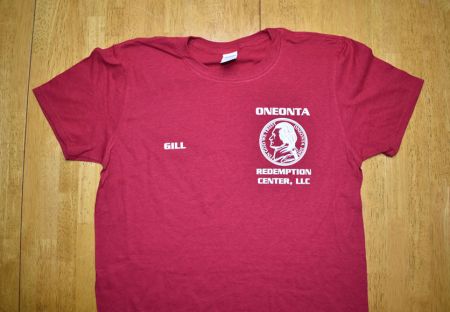 GILL
ONEONTA
REDEMPTION
CENTER, LLC